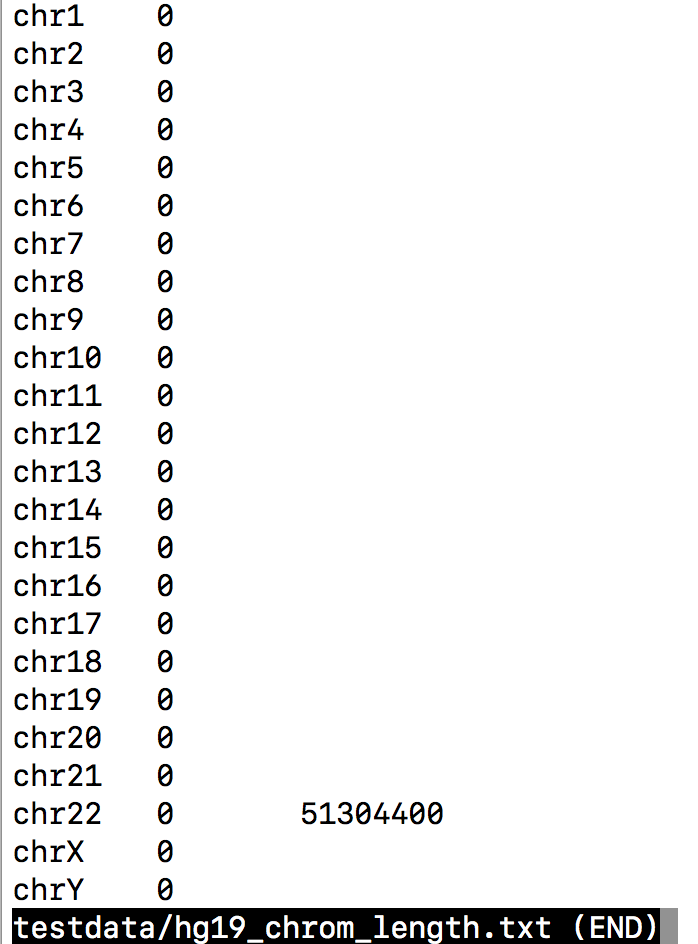 chr1 0
chr2 0
chr3 0
chr4 0
chr5 0
chr6 0
chr7 0
chr8 0
chr9 0
chr10 0
chr11 0
chr12 0
chr13 0
chr14 0
chr15 0
chr16 0
chr17 0
chr18 0
chr19 0
chr20 0
chr21 0
chr22 0 51304400
chrX 0
chrY 0
testdata/hg19_chrom_length.txt (END)